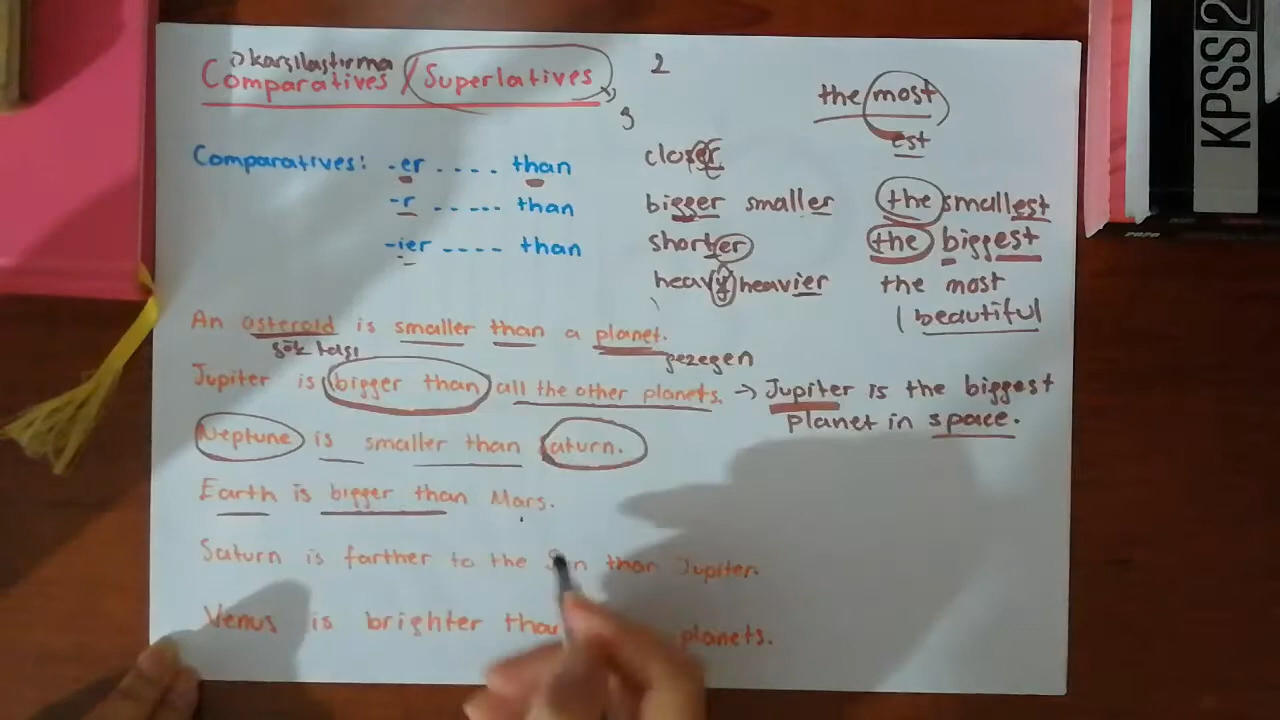 karşılaştırma
Comparatives / Superlatives
2
3
the most
est
Comparatives: -er .... than
-r ..... than
-ier .... than
closer
bigger smaller
shorter
heavy heavier
the smallest
the biggest
the most
beautiful
An asteroid is smaller than a planet.
gök taşı
gezegen
Jupiter is bigger than all the other planets. → Jupiter is the biggest
planet in space.
Neptune is smaller than Saturn.
Earth is bigger than Mars.
Saturn is farther to the Sun than Jupiter.
Venus is brighter than planets.
KPSS 2